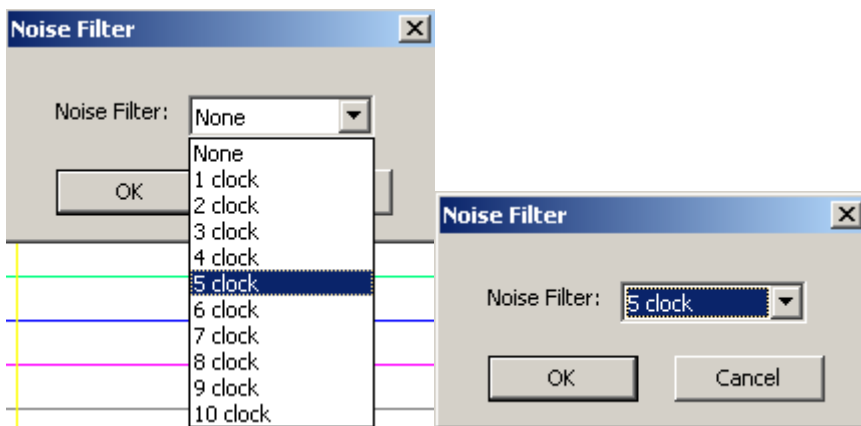 Noise Filter
Noise Filter: None
None
1 clock
OK
2 clock
3 clock
4 clock
5 clock
6 clock
7 clock
8 clock
9 clock
10 clock
Noise Filter
Noise Filter: 5 clock
OK Cancel